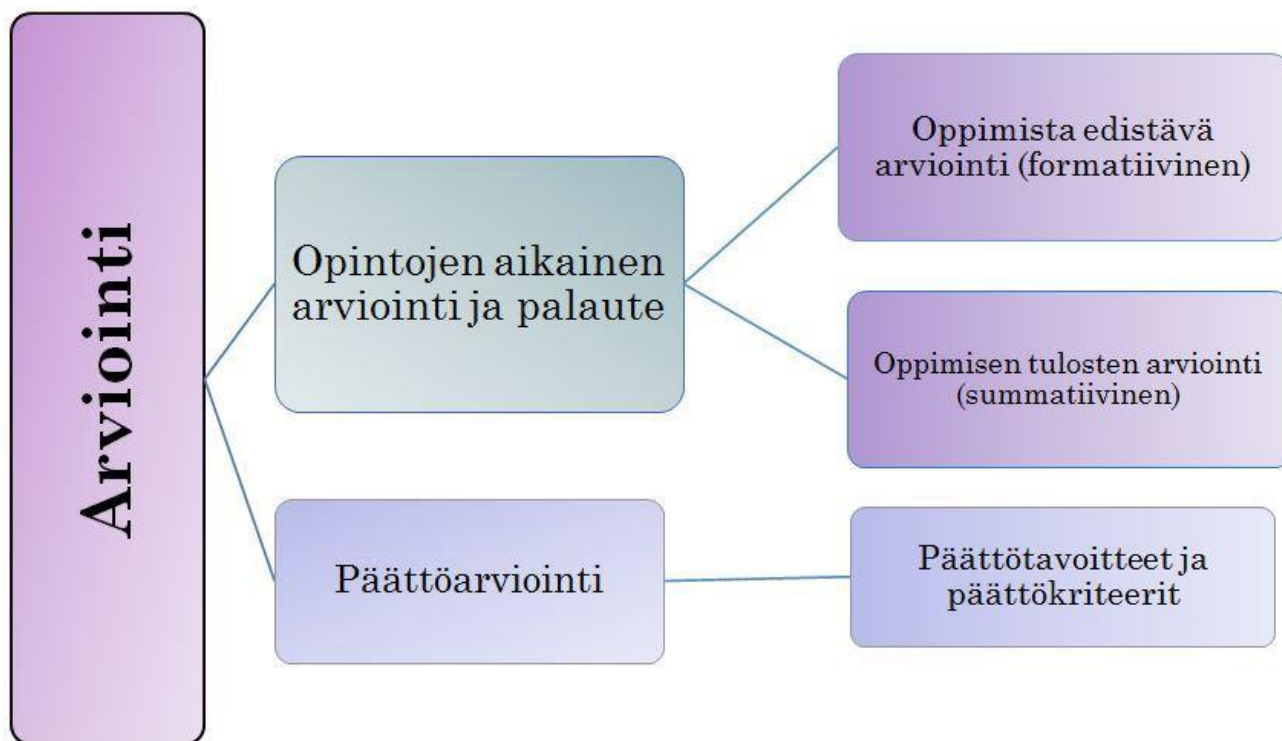 Arviointi
Opintojen aikainen
arviointi ja palaute
Oppimista edistävä
arviointi (formatiivinen)
Oppimisen tulosten arviointi
(summatiivinen)
Päättöarviointi
Päättötavoitteet ja
päättökriteerit